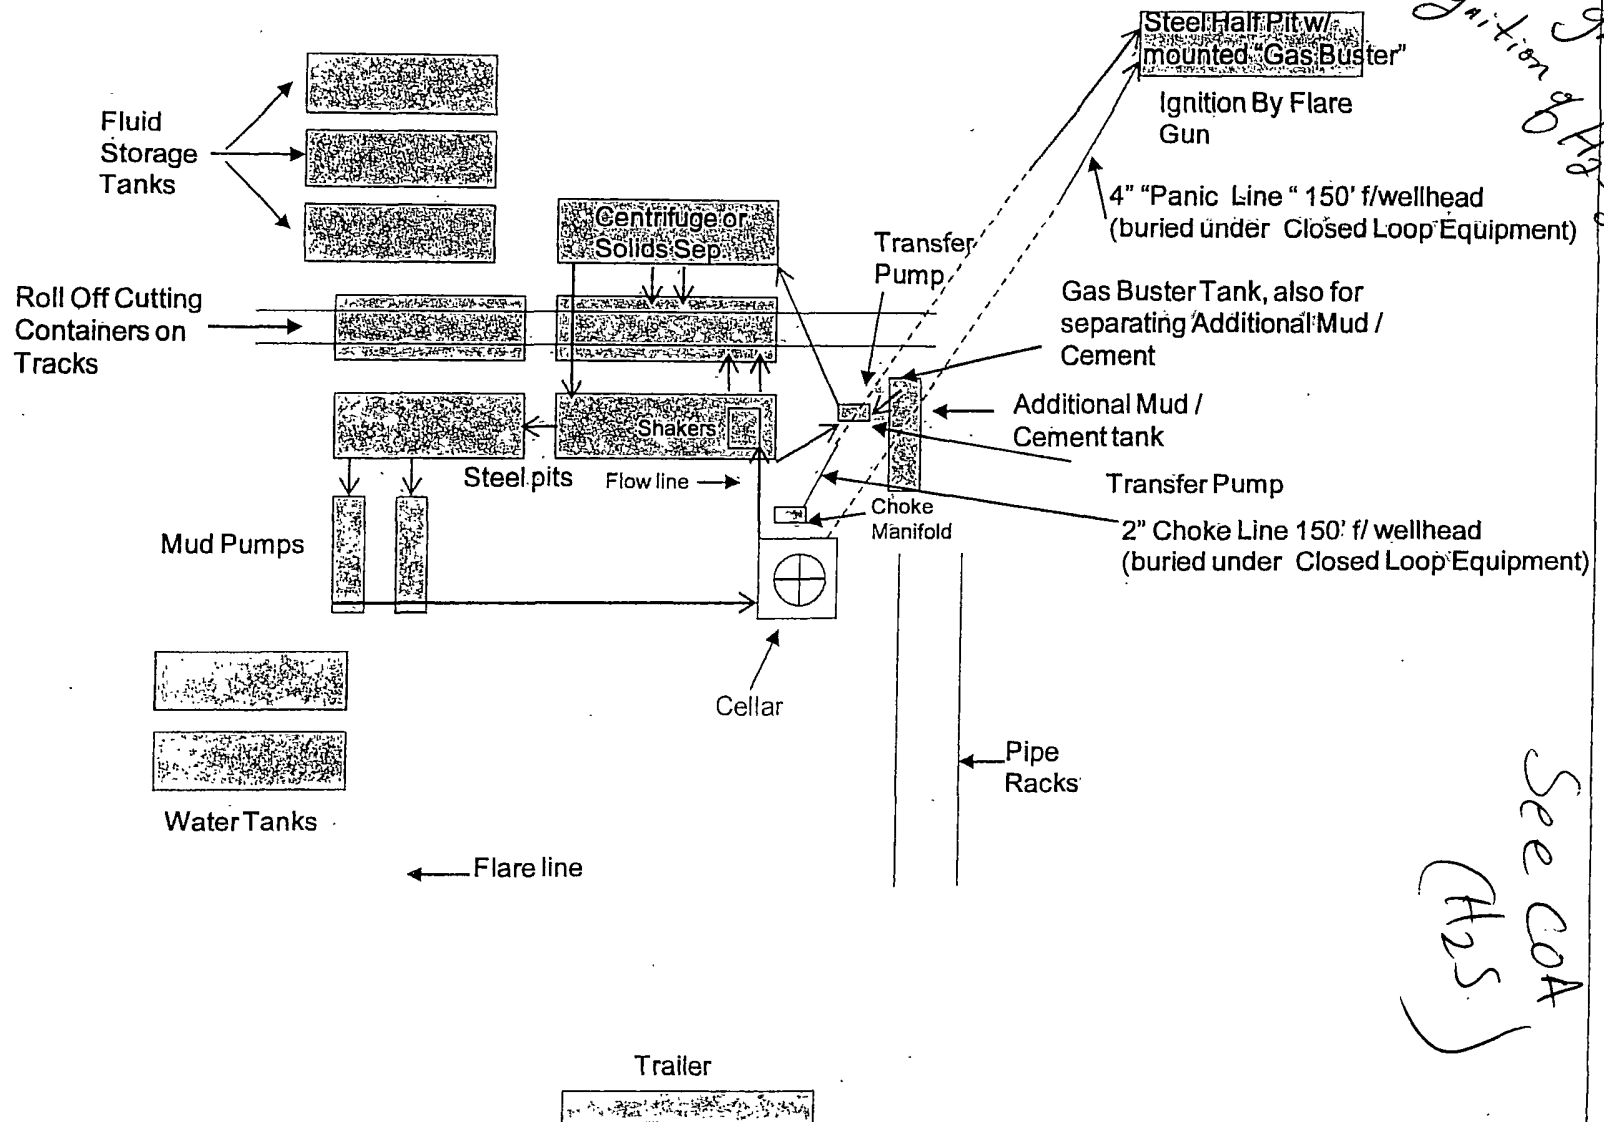 Steel Half Pit w/
mounted “Gas Buster”
Ignition By Flare
Gun
ignition of H2S
Fluid
Storage
Tanks
4” “Panic Line “ 150’ f/wellhead
(buried under Closed Loop Equipment)
Centrifuge or
Solids Sep.
Transfer
Pump
Roll Off Cutting
Containers on
Tracks
Gas Buster Tank, also for
separating Additional Mud /
Cement
Additional Mud /
Cement tank
Shakers
Steel pits
Flow line
Transfer Pump
Choke
Manifold
2” Choke Line 150’ f/ wellhead
(buried under Closed Loop Equipment)
Mud Pumps
Cellar
Pipe
Racks
Water Tanks
Flare line
See COA
(H2S)
Trailer